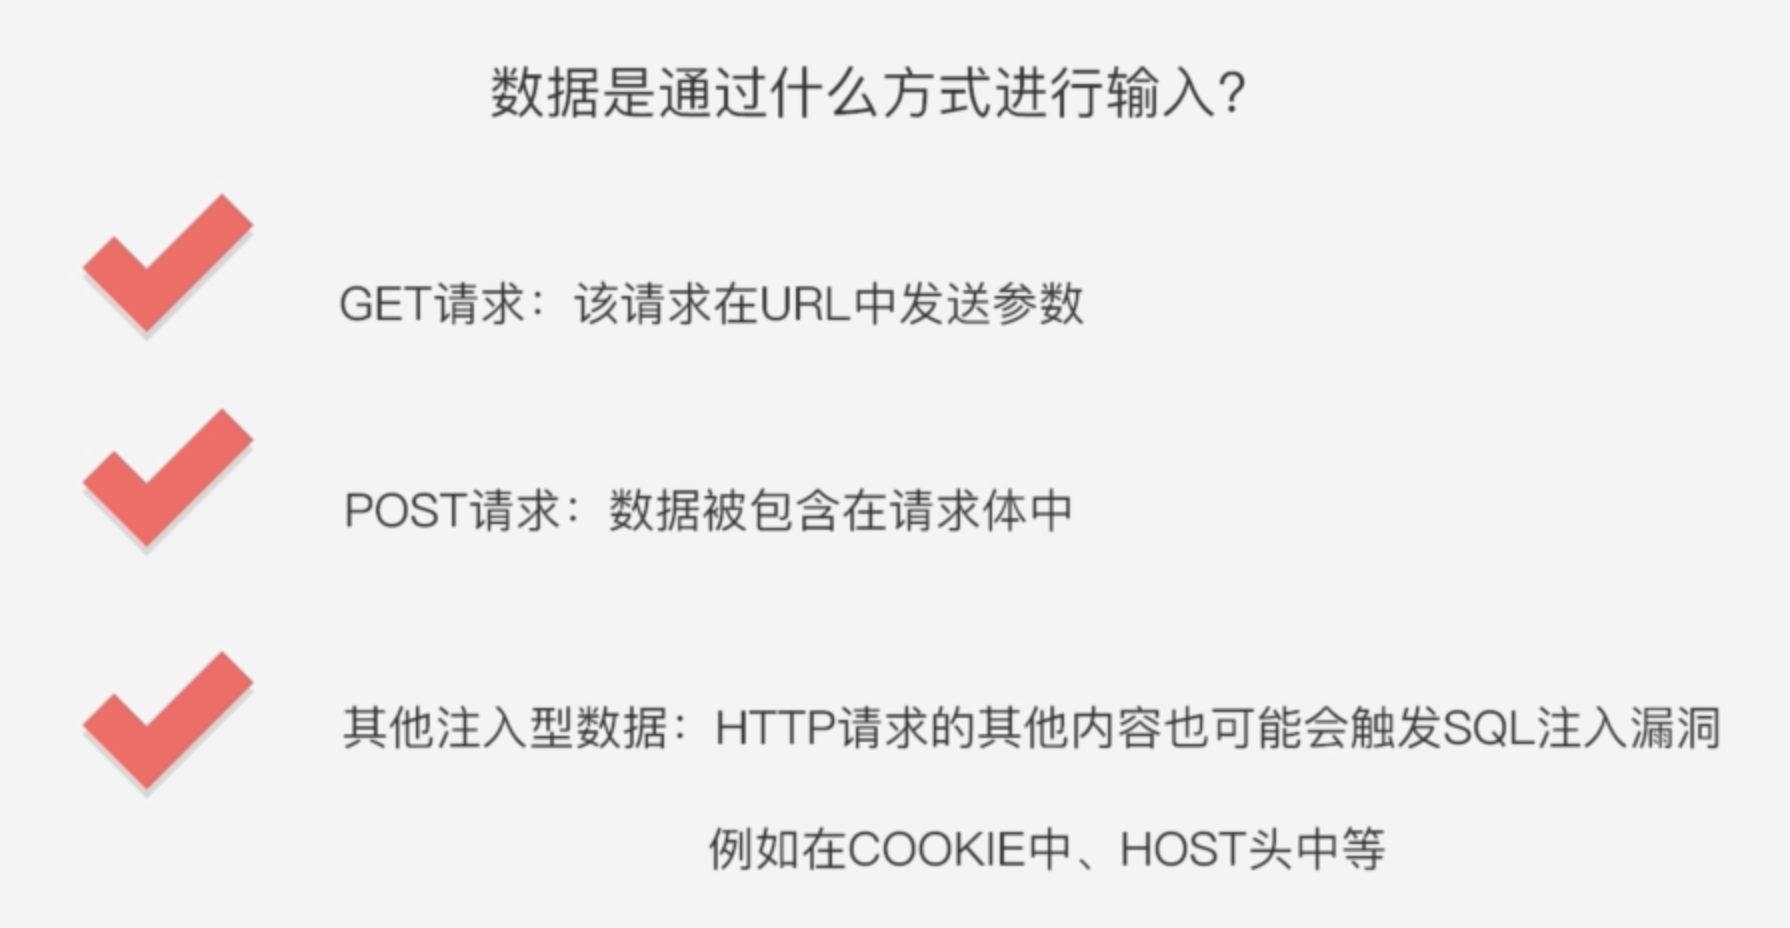 数据是通过什么方式进行输入？
GET请求：该请求在URL中发送参数
POST请求：数据被包含在请求体中
其他注入型数据：HTTP请求的其他内容也可能会触发SQL注入漏洞
例如在COOKIE中、HOST头中等